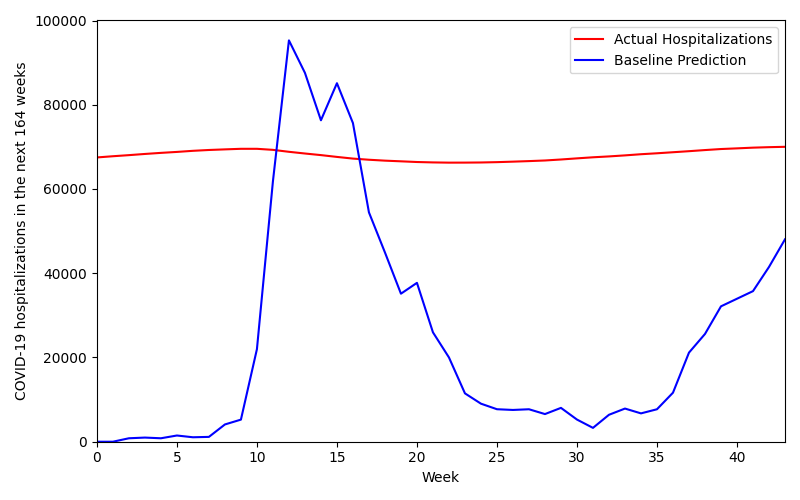 100000
80000
60000
40000
20000
0
COVID-19 hospitalizations in the next 164 weeks
Actual Hospitalizations
Baseline Prediction
0 5 10 15 20 25 30 35 40
Week